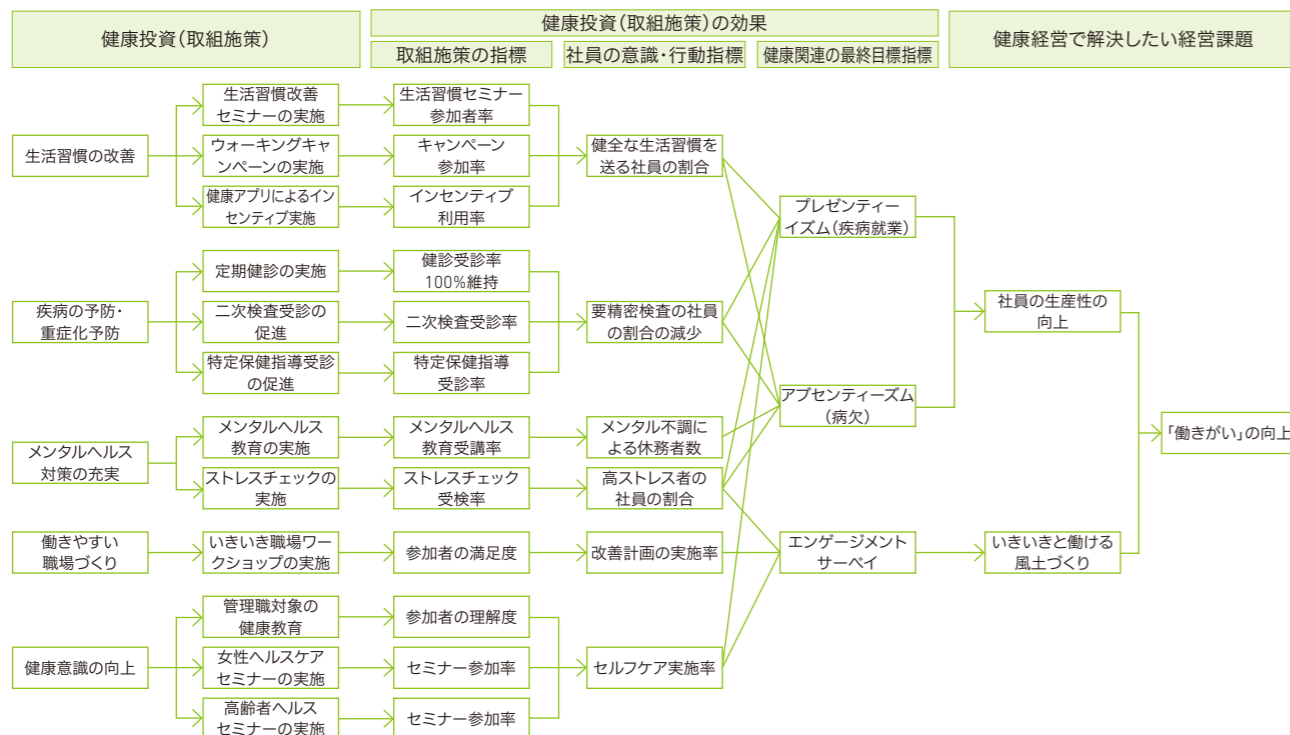 健康投資(取組施策)
健康投資(取組施策)の効果
健康経営で解決したい経営課題
取組施策の指標
社員の意識・行動指標
健康関連の最終目標指標
生活習慣の改善
生活習慣改善
セミナーの実施
生活習慣セミナー
参加者率
ウォーキングキャ
ンペーンの実施
キャンペーン
参加率
健康アプリによるイン
センティブ実施
インセンティブ
利用率
健全な生活習慣を
送る社員の割合
疾病の予防・
重症化予防
定期健診の実施
健診受診率
100%維持
二次検査受診の
促進
二次検査受診率
特定保健指導受診
の促進
特定保健指導
受診率
要精密検査の社員
の割合の減少
メンタルヘルス
対策の充実
メンタルヘルス
教育の実施
メンタルヘルス
教育受講率
メンタル不調に
よる休務者数
ストレスチェックの
実施
ストレスチェック
受検率
高ストレス者の
社員の割合
働きやすい
職場づくり
いきいき職場ワー
クショップの実施
参加者の満足度
改善計画の実施率
健康意識の向上
管理職対象の
健康教育
参加者の理解度
女性ヘルスケア
セミナーの実施
セミナー参加率
高齢者ヘルス
セミナーの実施
セミナー参加率
セルフケア実施率
プレゼンティー
イズム(疾病就業)
アブセンティーズム
(病欠)
エンゲージメント
サーベイ
社員の生産性の
向上
いきいきと働ける
風土づくり
「働きがい」の向上